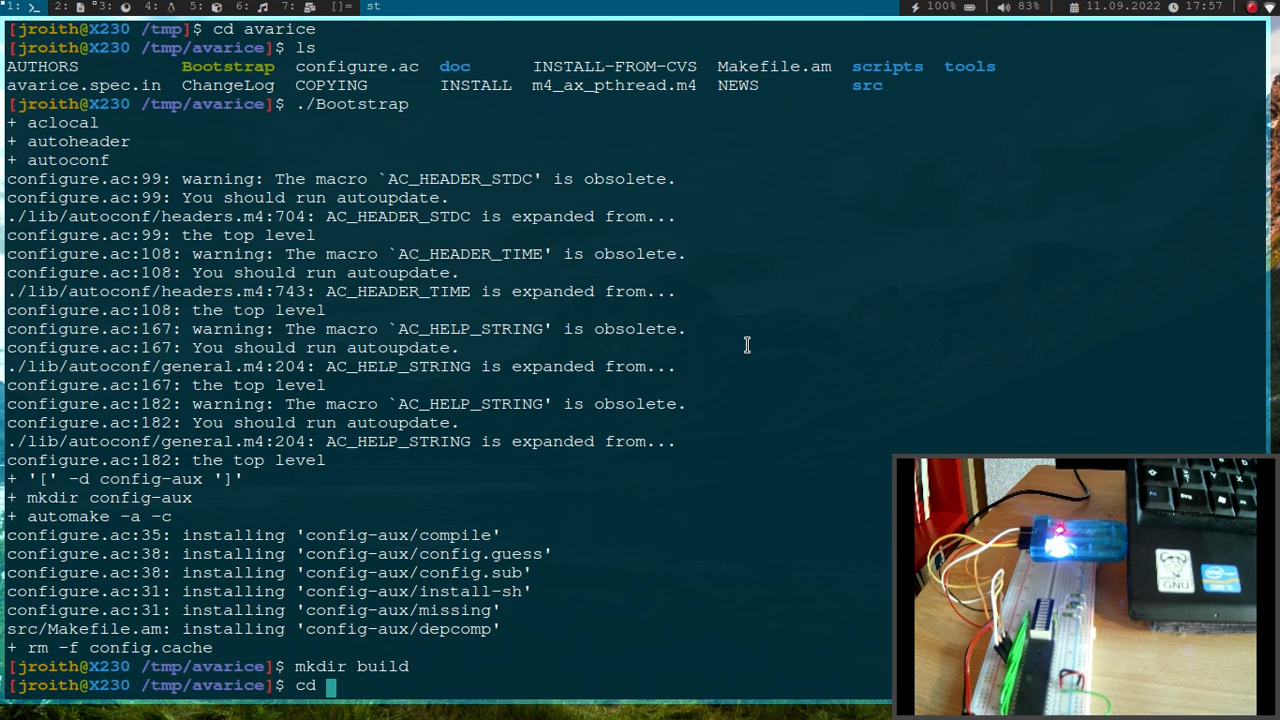 1: 2: 3: 4: 5: 6: 7: []= st 100% 83% 11.09.2022 17:57
[jroith@X230 /tmp]$ cd avarice
[jroith@X230 /tmp/avarice]$ ls
AUTHORS Bootstrap configure.ac doc INSTALL-FROM-CVS Makefile.am scripts tools
avarice.spec.in ChangeLog COPYING INSTALL m4_ax_pthread.m4 NEWS src
[jroith@X230 /tmp/avarice]$ ./Bootstrap
+ aclocal
+ autoheader
+ autoconf
configure.ac:99: warning: The macro `AC_HEADER_STDC' is obsolete.
configure.ac:99: You should run autoupdate.
./lib/autoconf/headers.m4:704: AC_HEADER_STDC is expanded from...
configure.ac:99: the top level
configure.ac:108: warning: The macro `AC_HEADER_TIME' is obsolete.
configure.ac:108: You should run autoupdate.
./lib/autoconf/headers.m4:743: AC_HEADER_TIME is expanded from...
configure.ac:108: the top level
configure.ac:167: warning: The macro `AC_HELP_STRING' is obsolete.
configure.ac:167: You should run autoupdate.
./lib/autoconf/general.m4:204: AC_HELP_STRING is expanded from...
configure.ac:167: the top level
configure.ac:182: warning: The macro `AC_HELP_STRING' is obsolete.
configure.ac:182: You should run autoupdate.
./lib/autoconf/general.m4:204: AC_HELP_STRING is expanded from...
configure.ac:182: the top level
+ '[' -d config-aux ']'
+ mkdir config-aux
+ automake -a -c
configure.ac:35: installing 'config-aux/compile'
configure.ac:38: installing 'config-aux/config.guess'
configure.ac:38: installing 'config-aux/config.sub'
configure.ac:31: installing 'config-aux/install-sh'
configure.ac:31: installing 'config-aux/missing'
src/Makefile.am: installing 'config-aux/depcomp'
+ rm -f config.cache
[jroith@X230 /tmp/avarice]$ mkdir build
[jroith@X230 /tmp/avarice]$ cd
GNU
intel